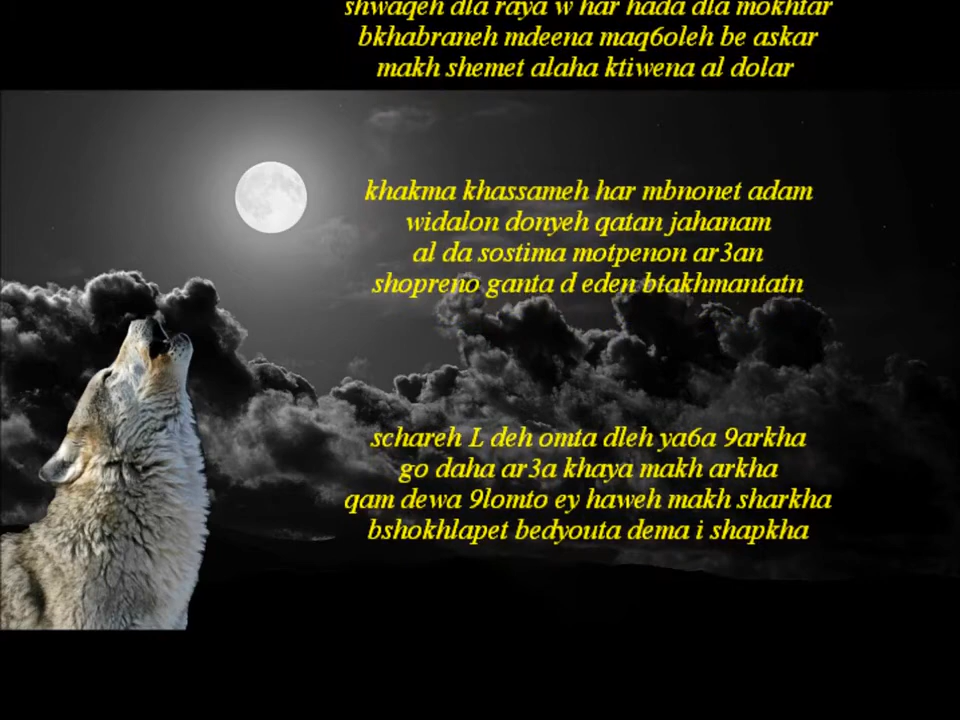 shwaqeh dla raya w har hada dla mokhtar
bkhabraneh mdeena maq6oleh be askar
makh shemet alaha ktiwena al dolar
khakma khassameh har mbnonet adam
widalon donyeh qatan jahanam
al da sostima motpenon ar3an
shopreno ganta d eden btakhmantatn
schareh L deh omta dleh ya6a 9arkha
go daha ar3a khaya makh arkha
qam dewa 9lomto ey haweh makh sharkha
bshokhlapet bedyouta dema i shapkha